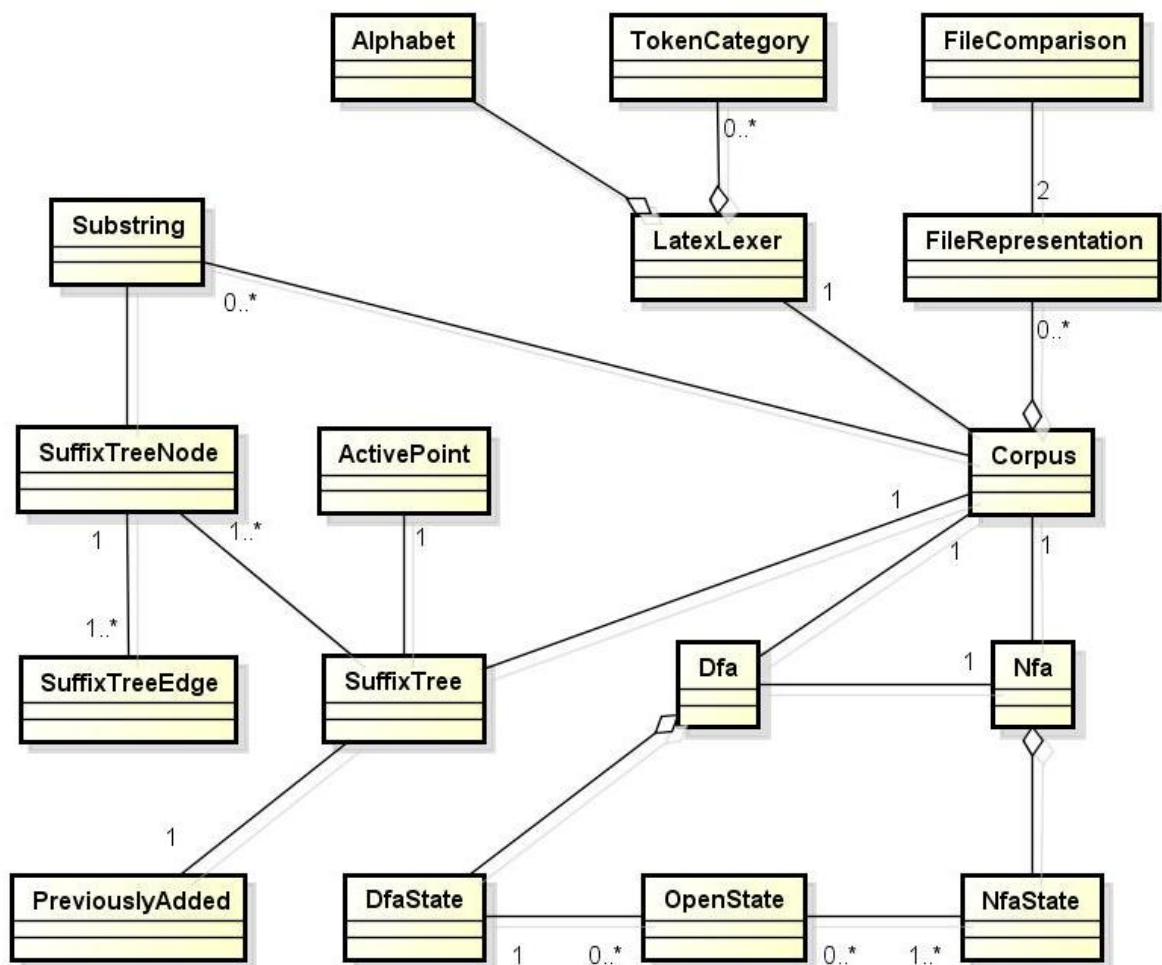 Alphabet
TokenCategory
FileComparison
0..*
2
Substring
LatexLexer
FileRepresentation
0..*
1
0..*
SuffixTreeNode
ActivePoint
Corpus
1
1..*
1
1
1
1
1..*
SuffixTreeEdge
SuffixTree
Dfa
1
Nfa
1
PreviouslyAdded
DfaState
OpenState
NfaState
1
0..*
0..*
1..*